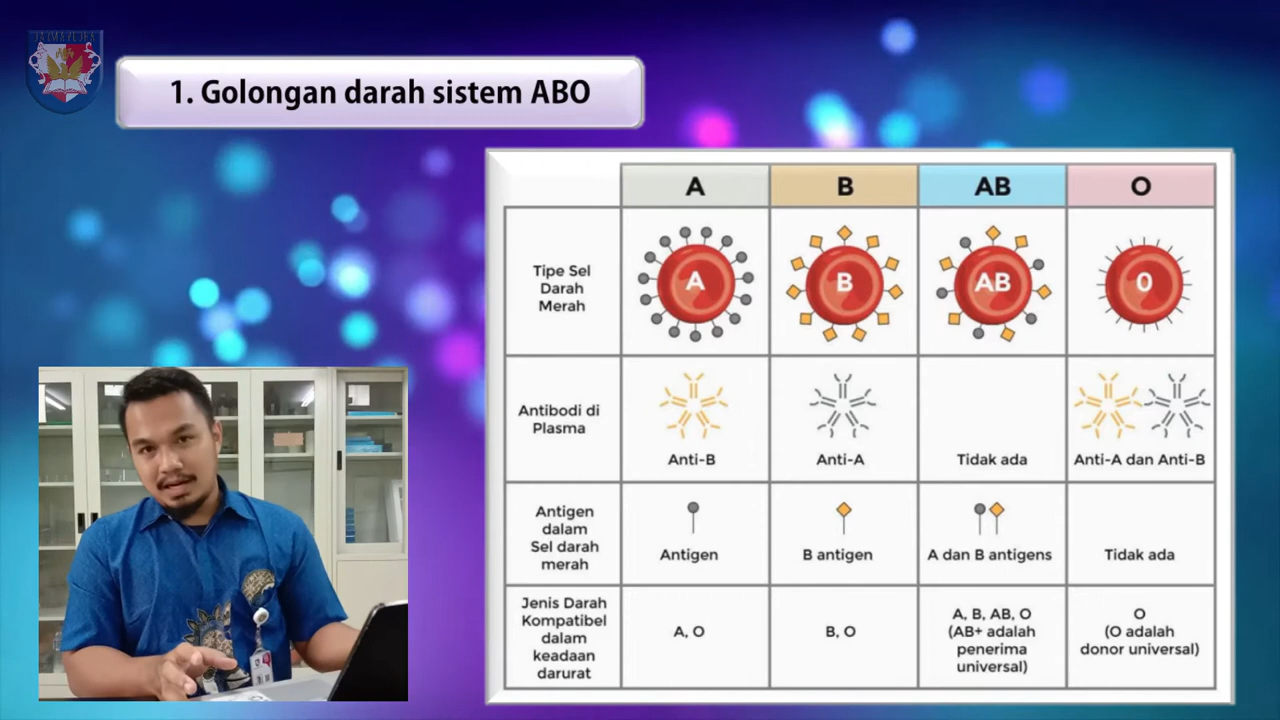 1. Golongan darah sistem ABO
A
B
AB
O
Tipe Sel
Darah
Merah
A
B
AB
0
Antibodi di
Plasma
Anti-B
Anti-A
Tidak ada
Anti-A dan Anti-B
Antigen
dalam
Sel darah
merah
Antigen
B antigen
A dan B antigens
Tidak ada
Jenis Darah
Kompatibel
dalam
keadaan
darurat
A, O
B, O
A, B, AB, O
(AB+ adalah
penerima
universal)
O
(O adalah
donor universal)